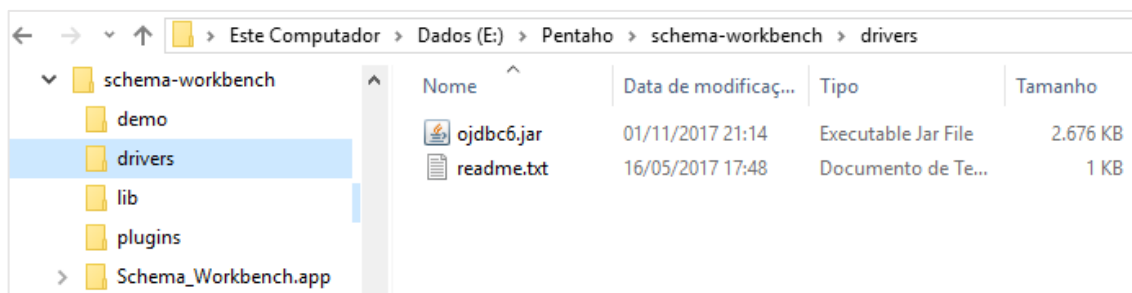 Este Computador > Dados (E:) > Pentaho > schema-workbench > drivers
schema-workbench
demo
drivers
lib
plugins
Schema_Workbench.app
Nome Data de modificaç... Tipo Tamanho
ojdbc6.jar 01/11/2017 21:14 Executable Jar File 2.676 KB
readme.txt 16/05/2017 17:48 Documento de Te... 1 KB